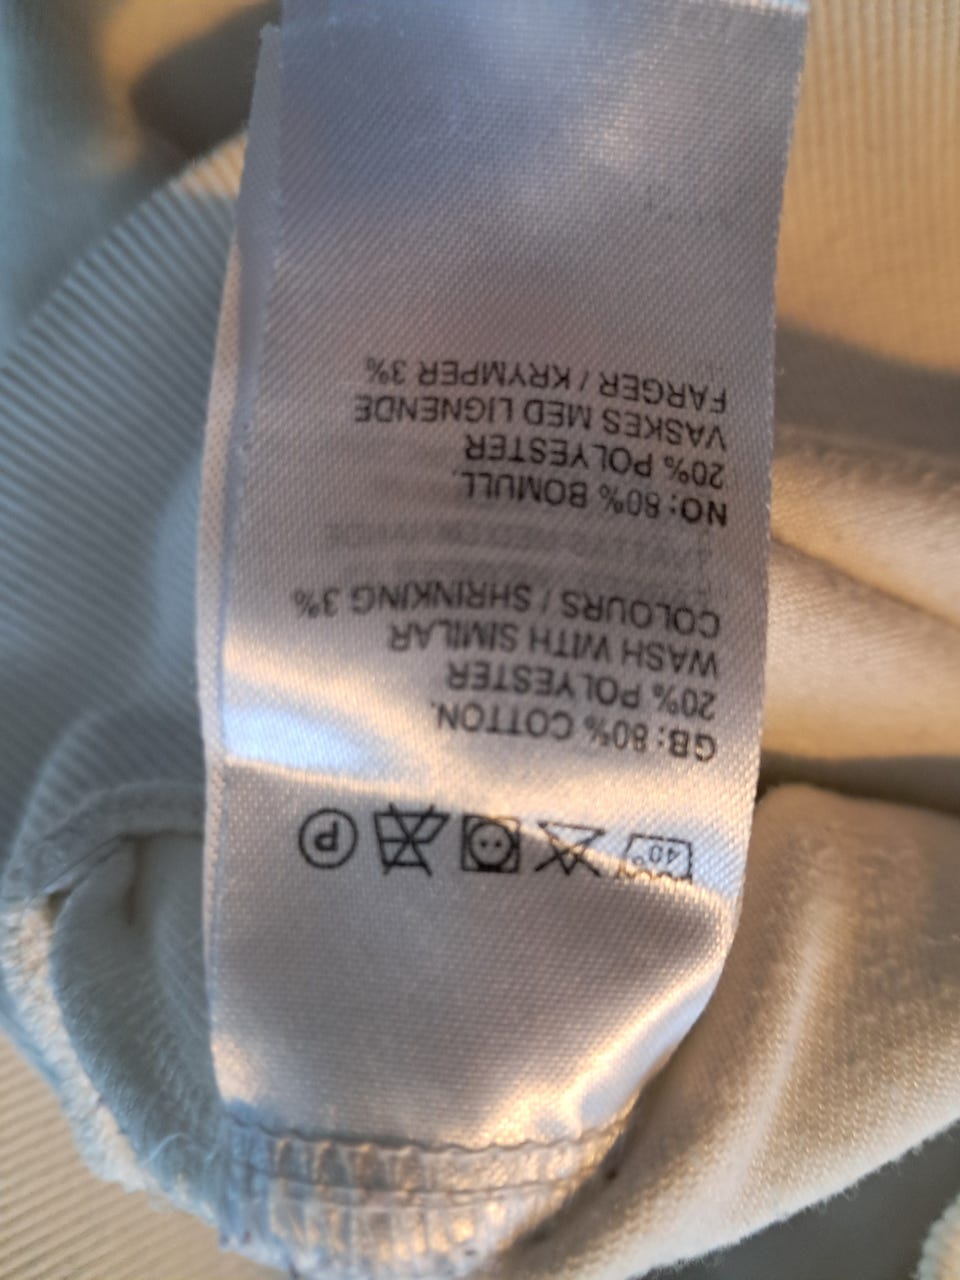 40°
P
GB: 80% COTTON,
20% POLYESTER
WASH WITH SIMILAR
COLOURS / SHRINKING 3%
NO: 80% BOMULL,
20% POLYESTER
VASKES MED LIGNENDE
FARGER / KRYMPER 3%